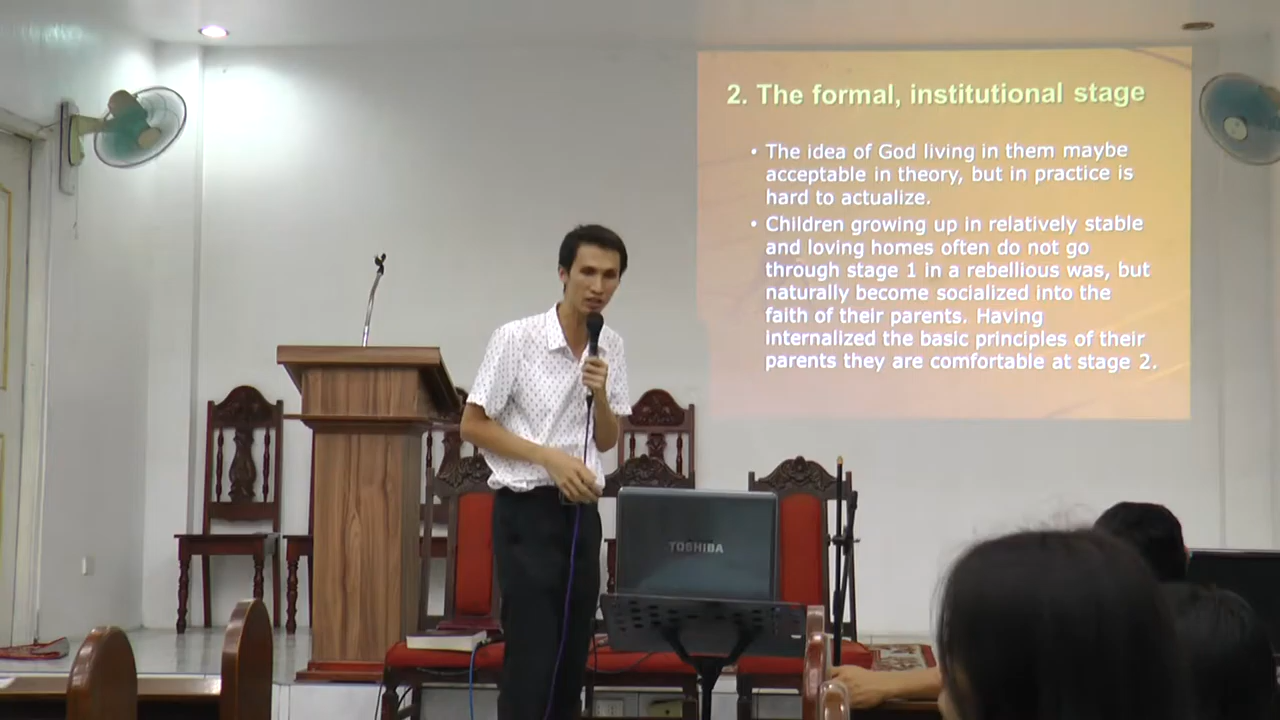 2. The formal, institutional stage
• The idea of God living in them maybe
acceptable in theory, but in practice is
hard to actualize.
• Children growing up in relatively stable
and loving homes often do not go
through stage 1 in a rebellious was, but
naturally become socialized into the
faith of their parents. Having
internalized the basic principles of their
parents they are comfortable at stage 2.
TOSHIBA